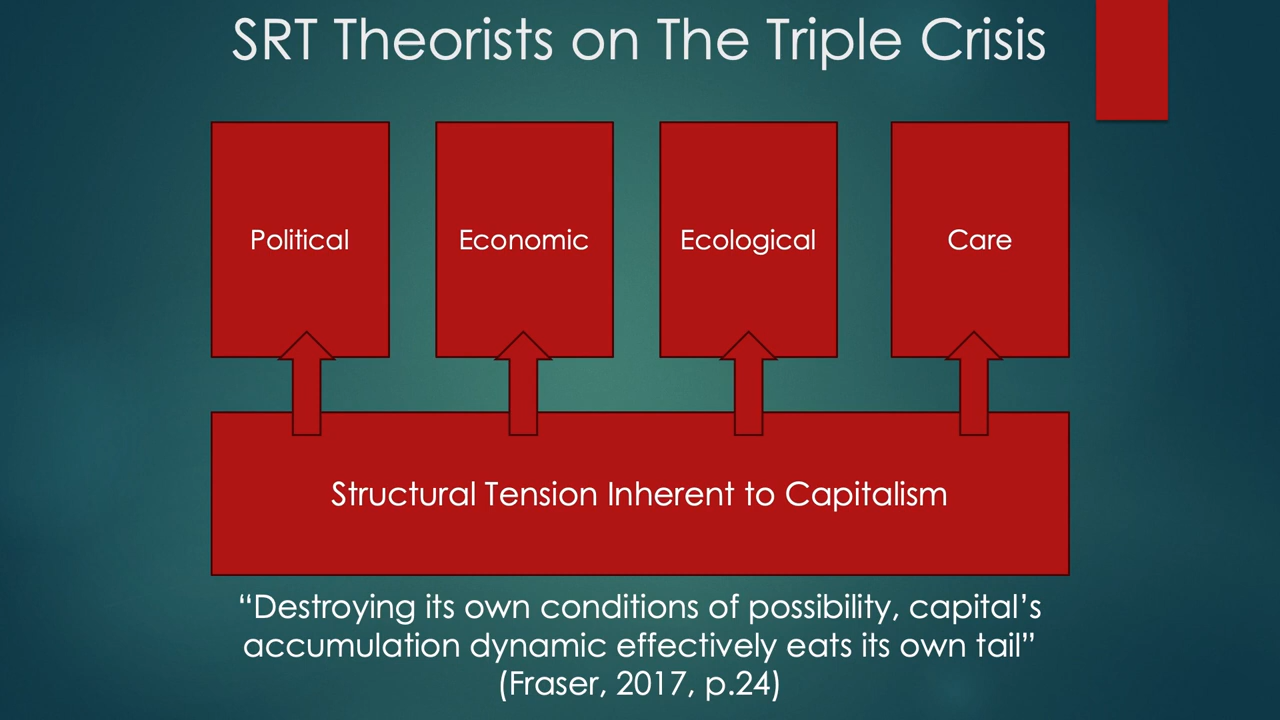 SRT Theorists on The Triple Crisis
Political
Economic
Ecological
Care
Structural Tension Inherent to Capitalism
“Destroying its own conditions of possibility, capital’s
accumulation dynamic effectively eats its own tail”
(Fraser, 2017, p.24)